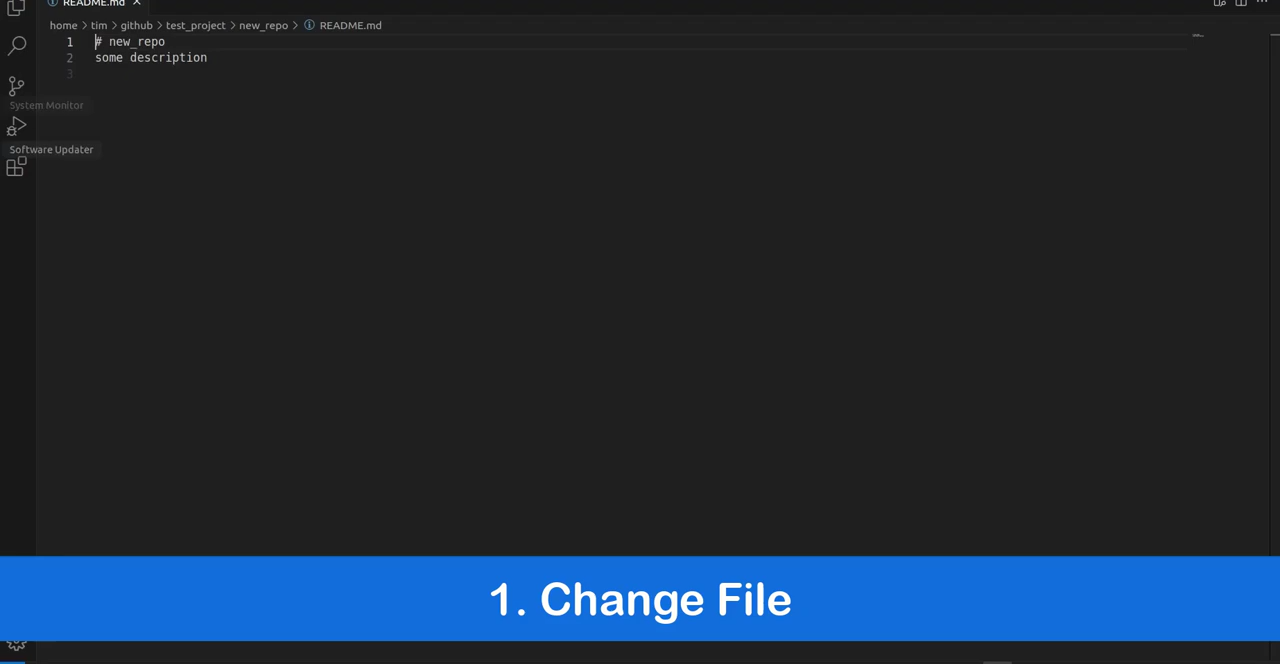 README.md ×
home > tim > github > test_project > new_repo > README.md
1 # new_repo
2 some description
3
System Monitor
Software Updater
1. Change File